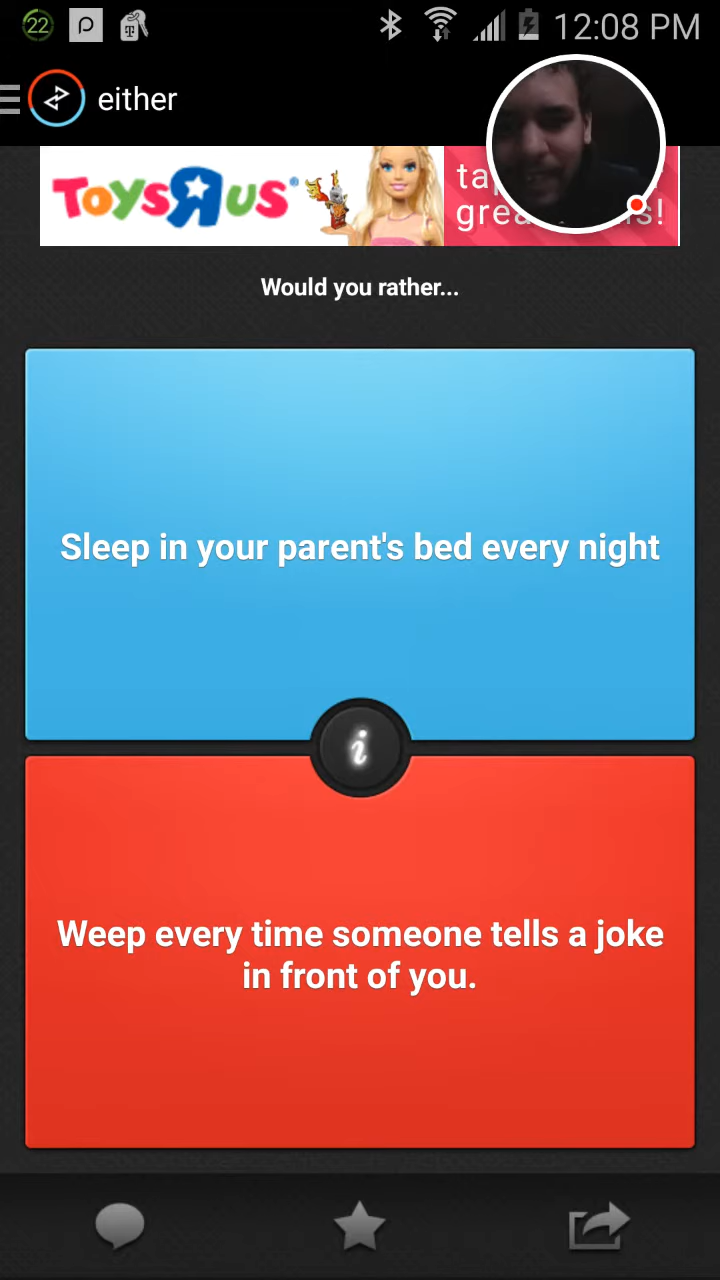 22
12:08 PM
either
ToysRus
Would you rather...
Sleep in your parent's bed every night
i
Weep every time someone tells a joke
in front of you.